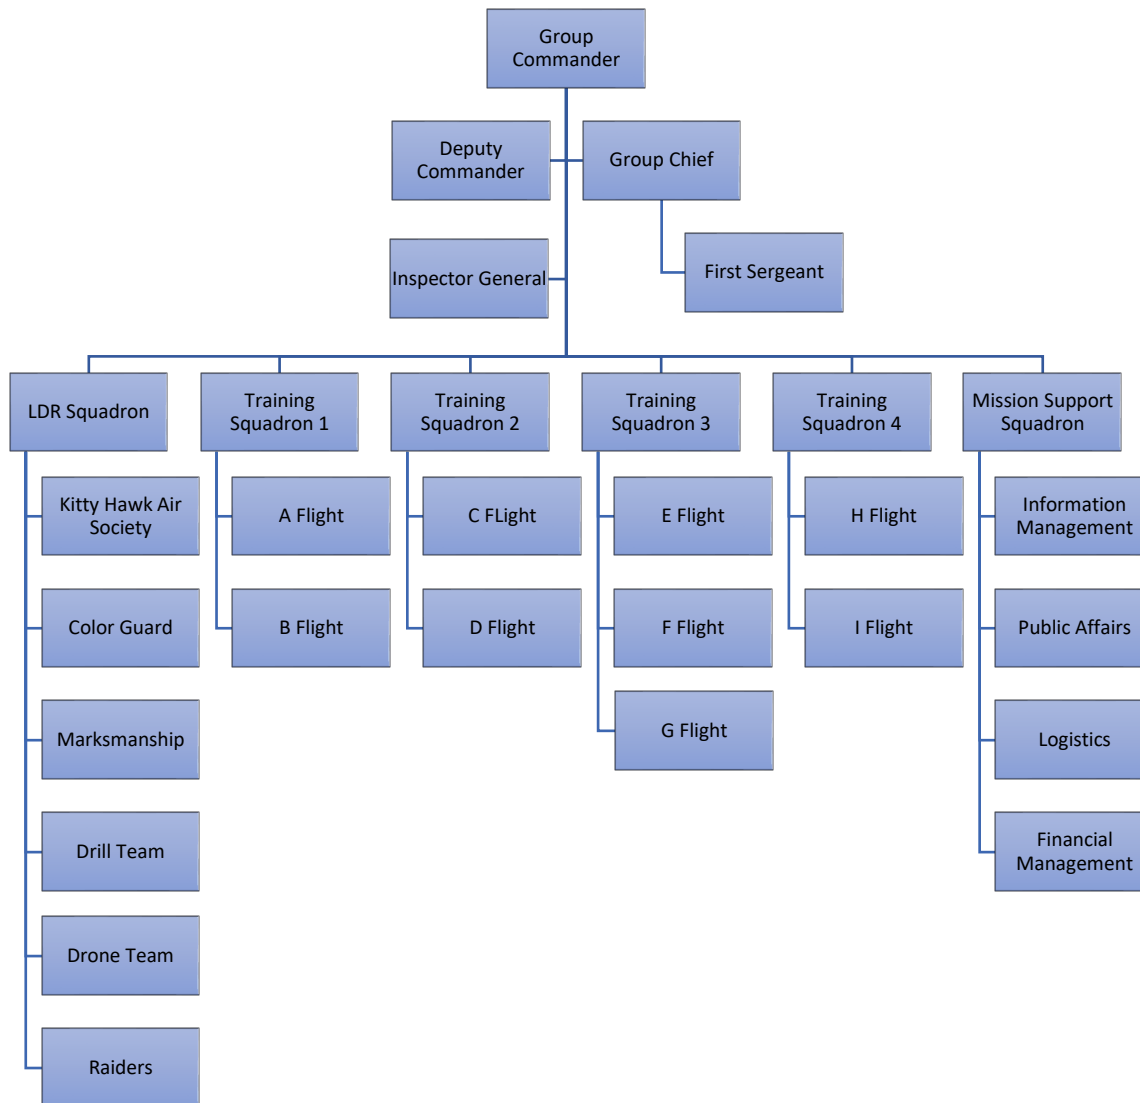 Group
Commander
Deputy
Commander
Group Chief
Inspector General
First Sergeant
LDR Squadron
Training
Squadron 1
Training
Squadron 2
Training
Squadron 3
Training
Squadron 4
Mission Support
Squadron
Kitty Hawk Air
Society
A Flight
C FLight
E Flight
H Flight
Information
Management
Color Guard
B Flight
D Flight
F Flight
I Flight
Public Affairs
Marksmanship
G Flight
Logistics
Drill Team
Financial
Management
Drone Team
Raiders